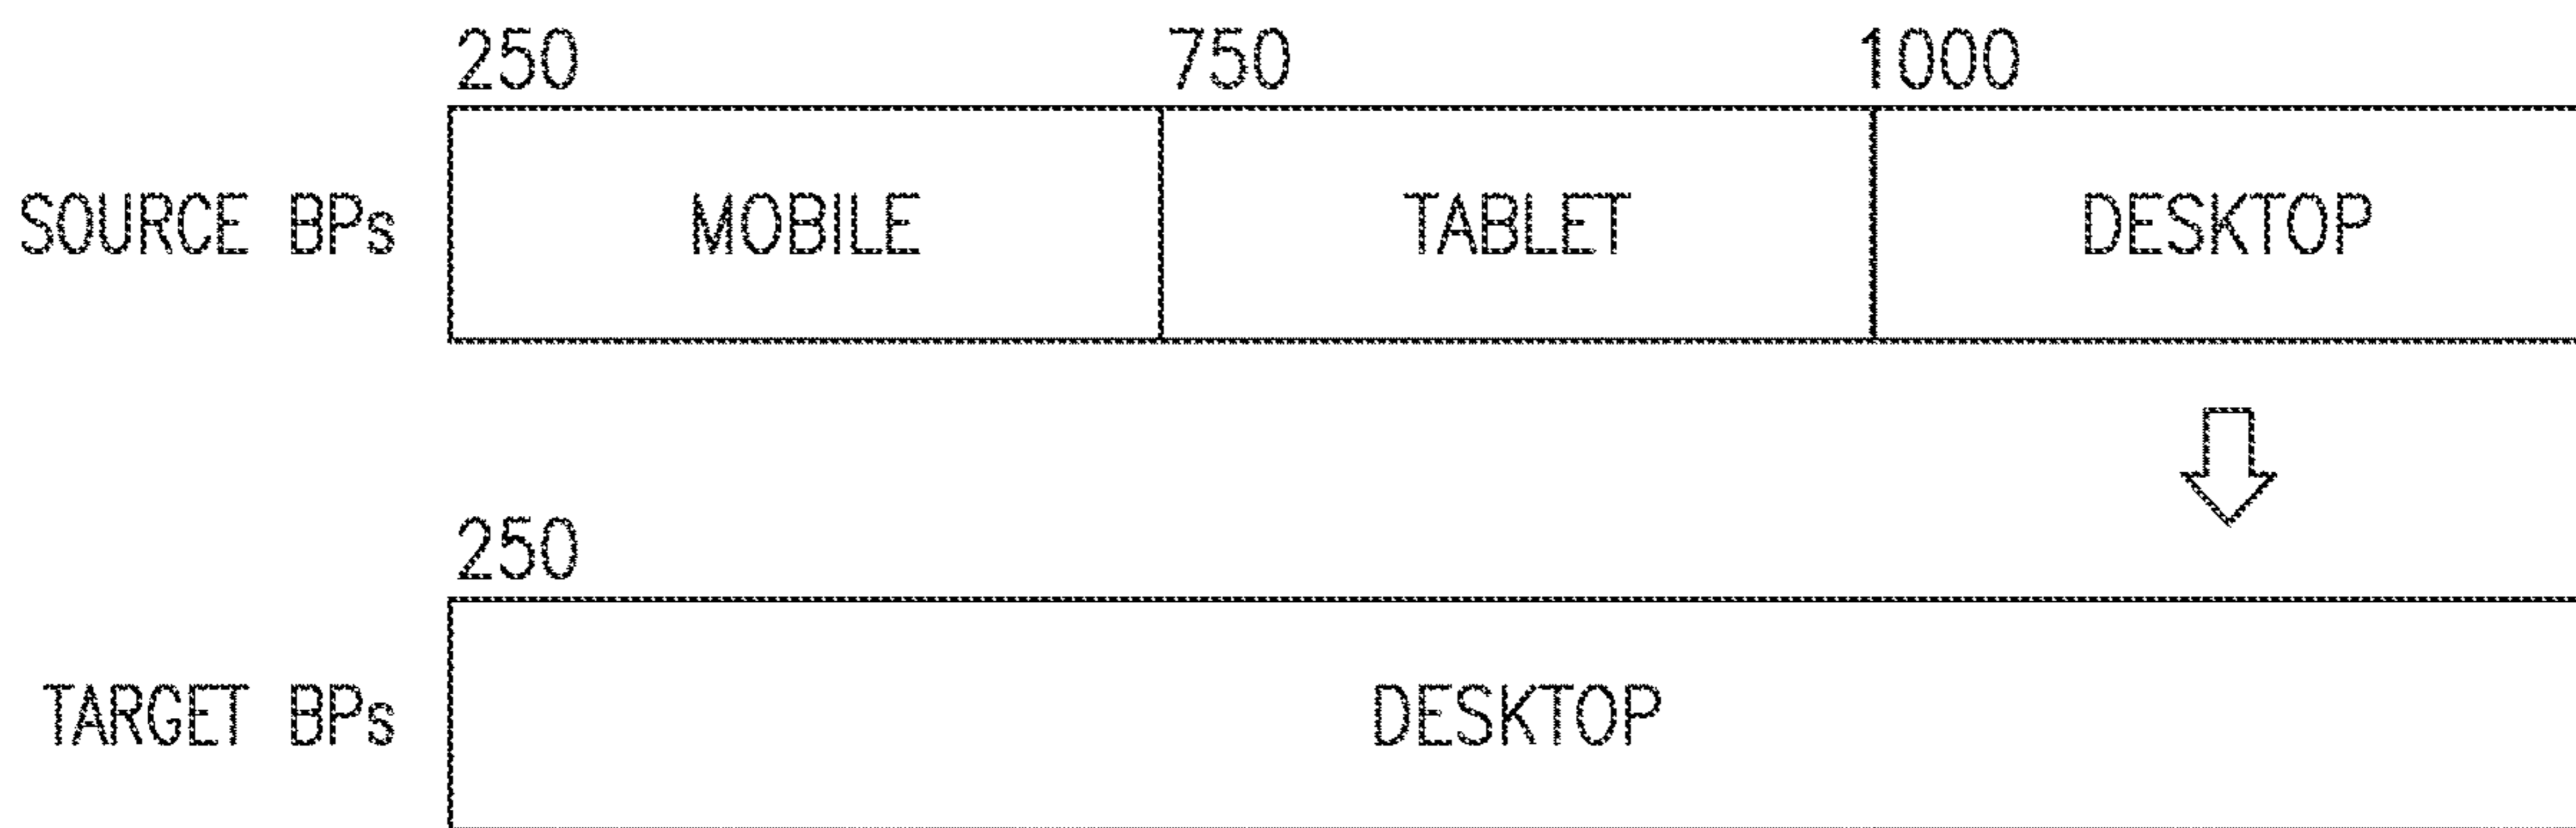 250 750 1000
SOURCE BPs MOBILE TABLET DESKTOP
250
TARGET BPs DESKTOP